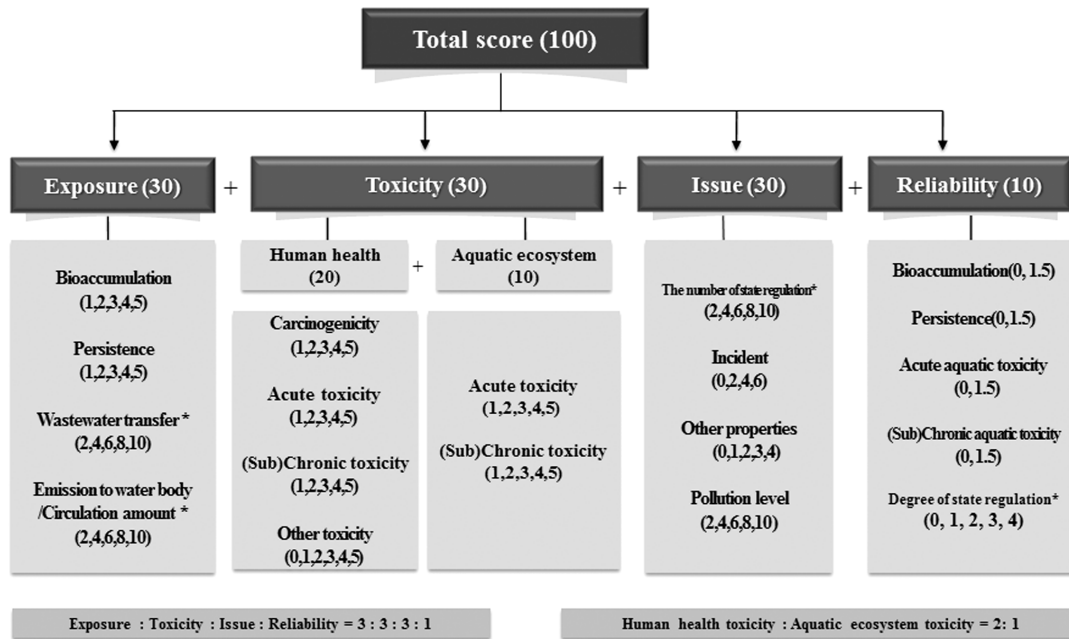 Total score (100)
Exposure (30)
+
Toxicity (30)
+
Issue (30)
+
Reliability (10)
Bioaccumulation
(1,2,3,4,5)
Persistence
(1,2,3,4,5)
Wastewater transfer *
(2,4,6,8,10)
Emission to water body
/Circulation amount *
(2,4,6,8,10)
Human health
(20)
+
Aquatic ecosystem
(10)
Carcinogenicity
(1,2,3,4,5)
Acute toxicity
(1,2,3,4,5)
(Sub)Chronic toxicity
(1,2,3,4,5)
Other toxicity
(0,1,2,3,4,5)
Acute toxicity
(1,2,3,4,5)
(Sub)Chronic toxicity
(1,2,3,4,5)
The number of state regulation*
(2,4,6,8,10)
Incident
(0,2,4,6)
Other properties
(0,1,2,3,4)
Pollution level
(2,4,6,8,10)
Bioaccumulation(0, 1.5)
Persistence(0,1.5)
Acute aquatic toxicity
(0, 1.5)
(Sub)Chronic aquatic toxicity
(0, 1.5)
Degree of state regulation*
(0, 1, 2, 3, 4)
Exposure : Toxicity : Issue : Reliability = 3 : 3 : 3 : 1
Human health toxicity : Aquatic ecosystem toxicity = 2: 1